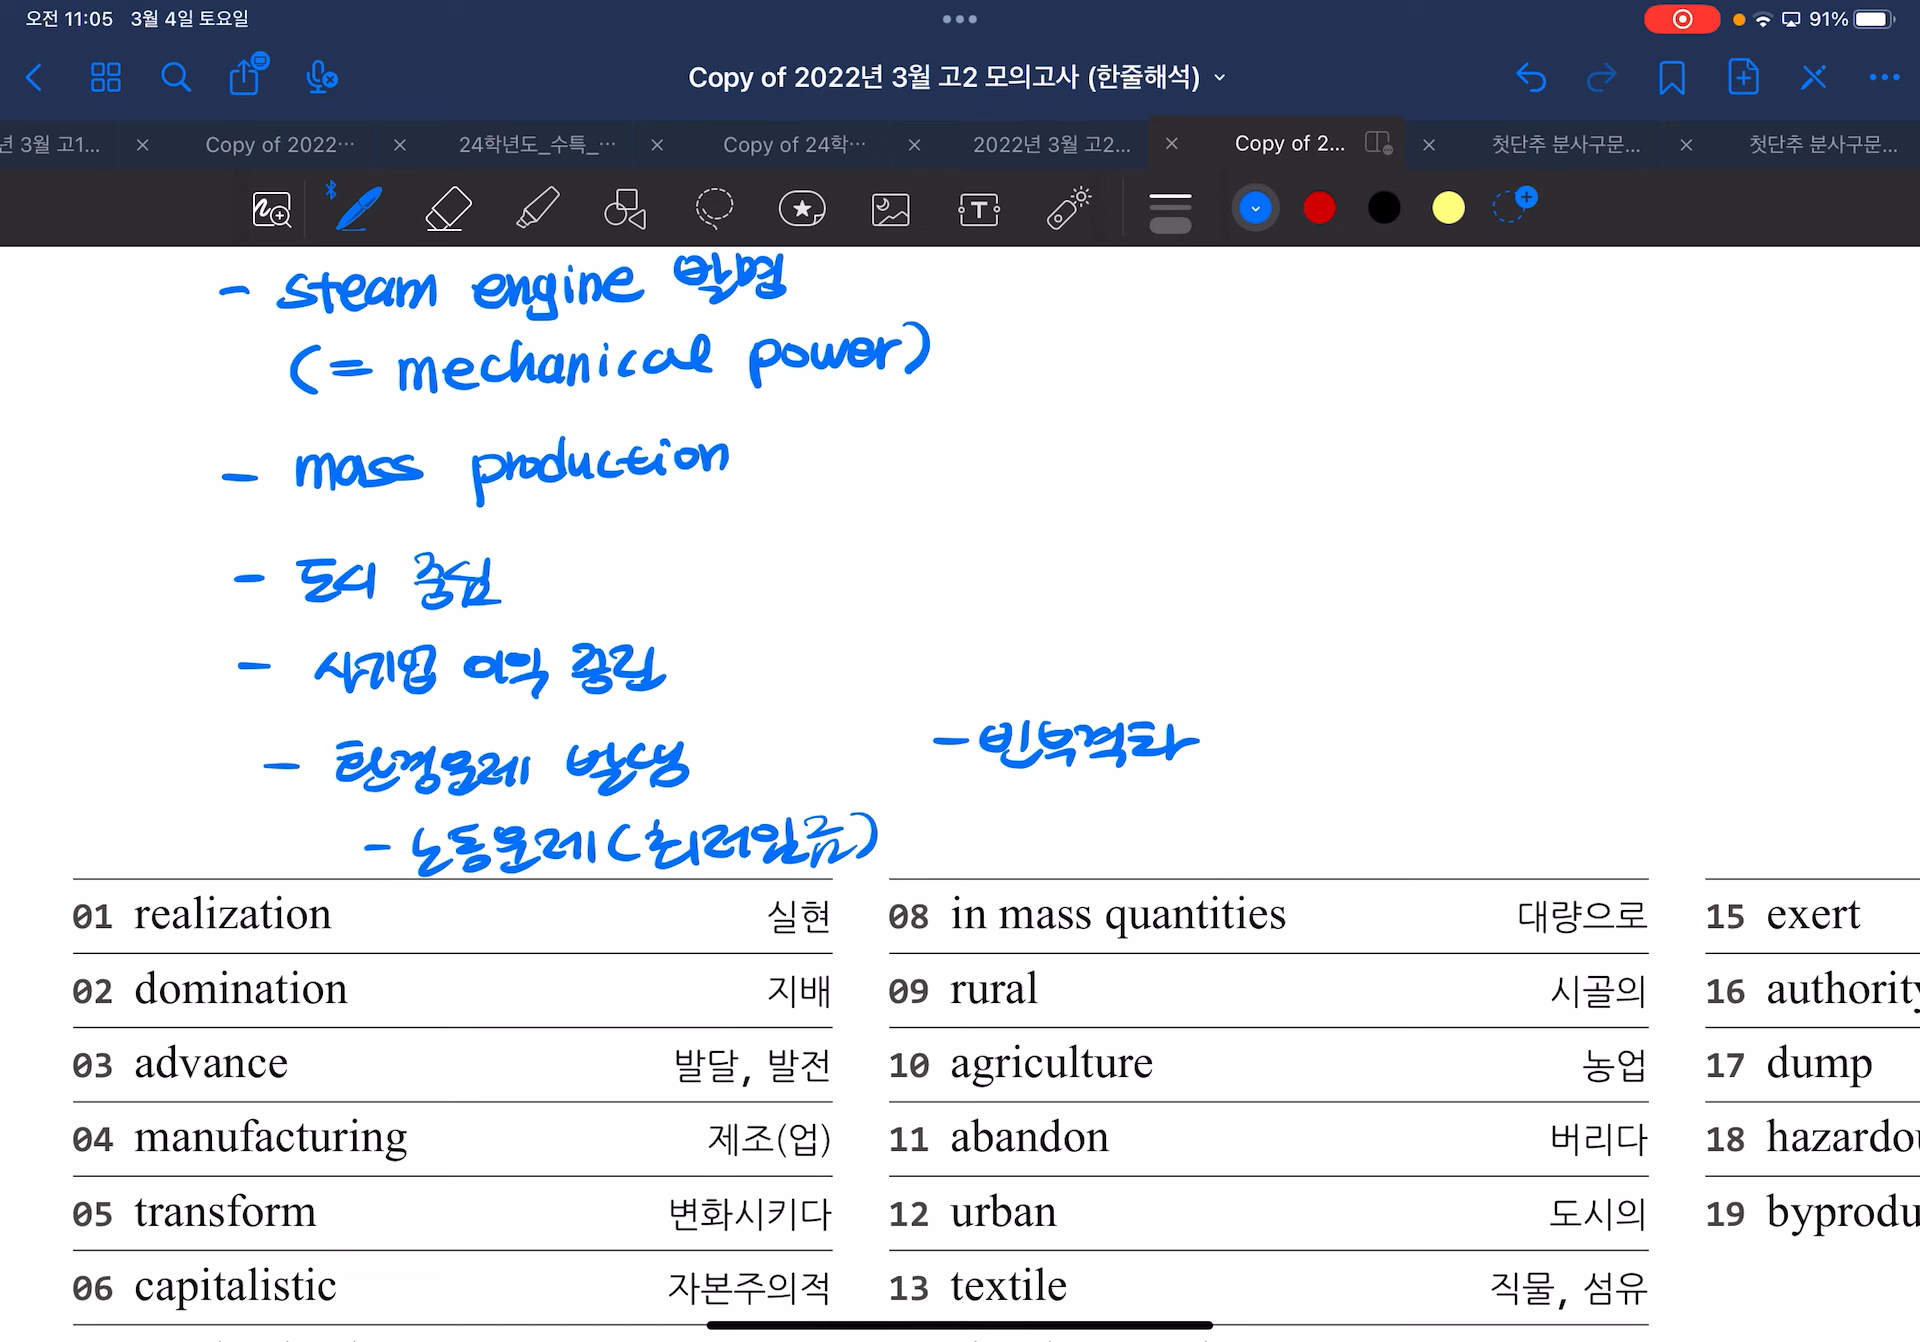 오전 11:05 3월 4일 토요일
91%
Copy of 2022년 3월 고2 모의고사 (한줄해석)
년 3월 고1...
Copy of 2022...
24학년도_수특_...
Copy of 24학...
2022년 3월 고2...
Copy of 2...
첫단추 분사구문...
첫단추 분사구문...
- steam engine 발명
(= mechanical power)
- mass production
- 도시 중심
- 사기업 이익 중심
- 환경문제 발생
- 빈부격차
- 노동문제(최저임금)
01 realization 실현
02 domination 지배
03 advance 발달, 발전
04 manufacturing 제조(업)
05 transform 변화시키다
06 capitalistic 자본주의적
08 in mass quantities 대량으로
09 rural 시골의
10 agriculture 농업
11 abandon 버리다
12 urban 도시의
13 textile 직물, 섬유
15 exert
16 authority
17 dump
18 hazardou
19 byprodu